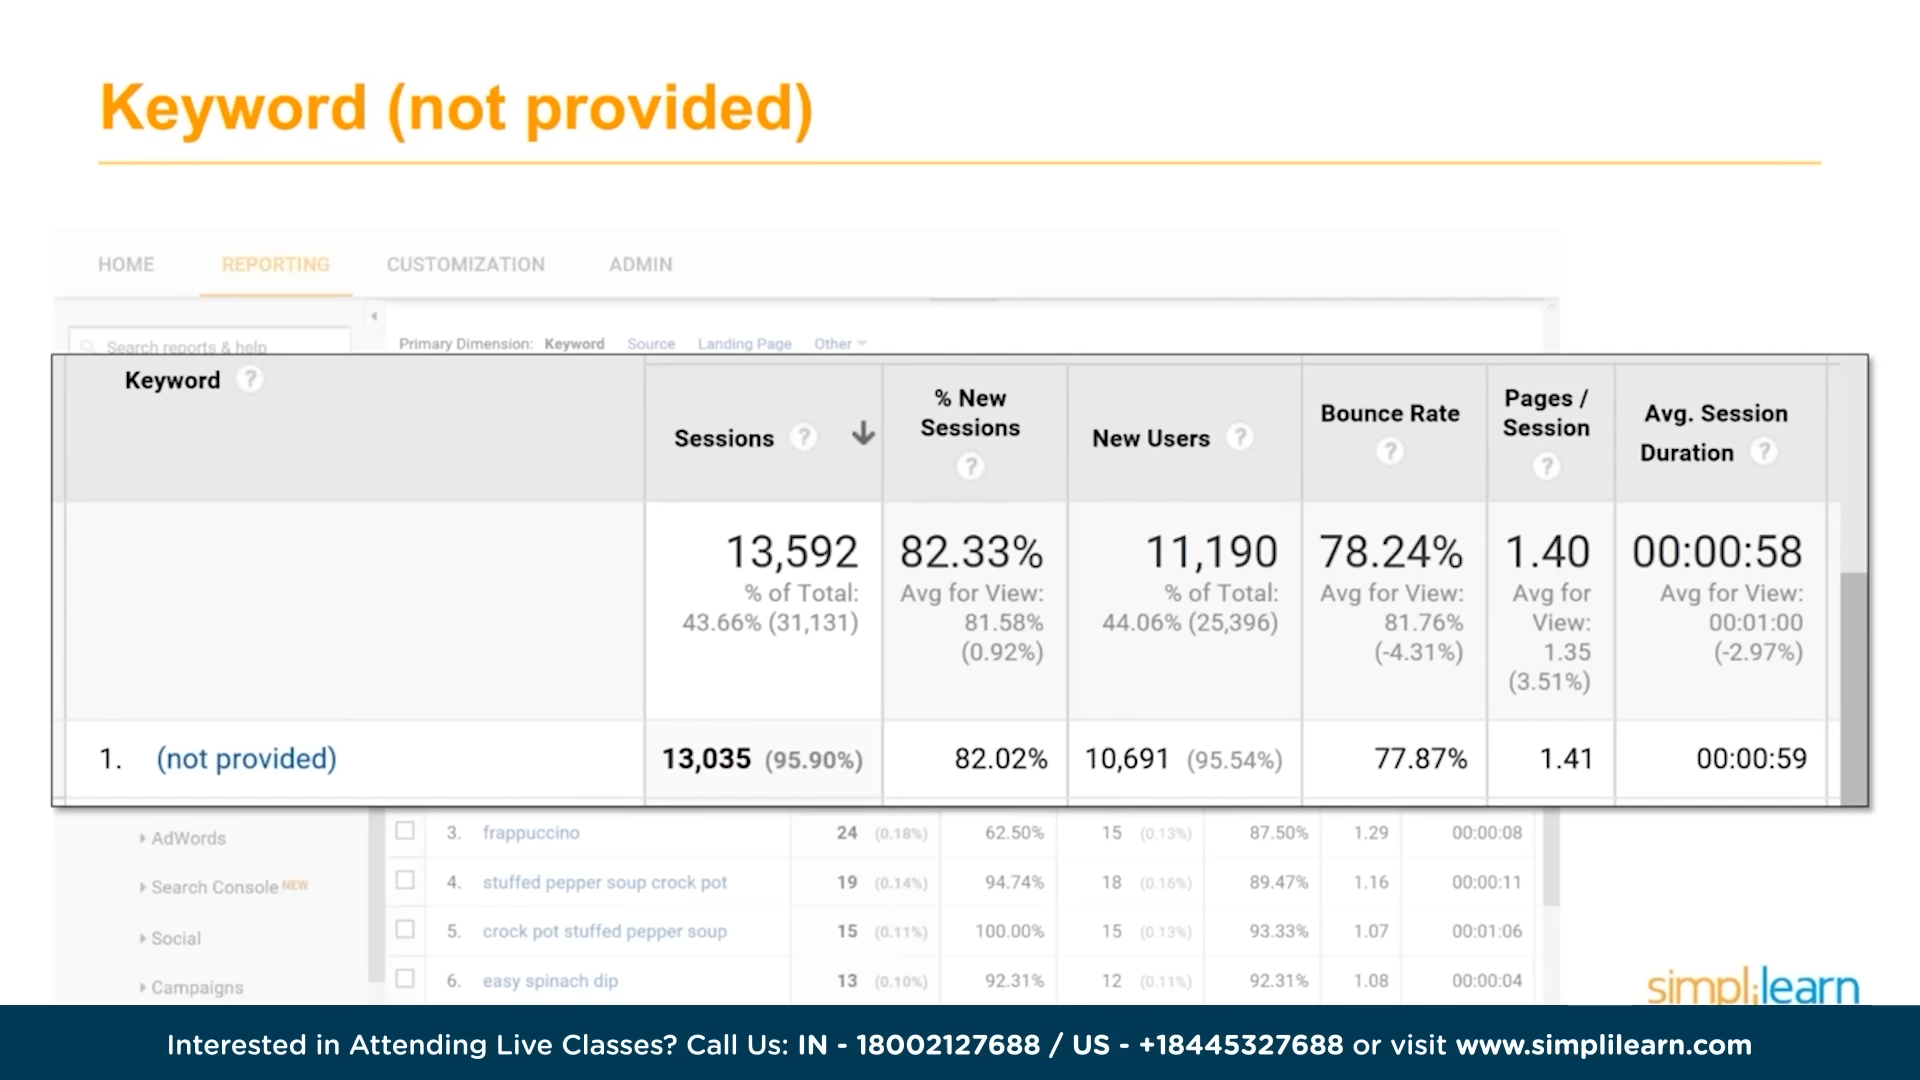 Keyword (not provided)
HOME REPORTING CUSTOMIZATION ADMIN
Search reports & help
Primary Dimension: Keyword Source Landing Page Other
Keyword ? Sessions ? % New Sessions ? New Users ? Bounce Rate ? Pages / Session ? Avg. Session Duration ?
13,592 82.33% 11,190 78.24% 1.40 00:00:58
% of Total: 43.66% (31,131) Avg for View: 81.58% (0.92%) % of Total: 44.06% (25,396) Avg for View: 81.76% (-4.31%) Avg for View: 1.35 (3.51%) Avg for View: 00:01:00 (-2.97%)
1. (not provided) 13,035 (95.90%) 82.02% 10,691 (95.54%) 77.87% 1.41 00:00:59
AdWords
Search Console NEW
Social
Campaigns
3. frappuccino 24 (0.18%) 62.50% 15 (0.13%) 87.50% 1.29 00:00:08
4. stuffed pepper soup crock pot 19 (0.14%) 94.74% 18 (0.16%) 89.47% 1.16 00:00:11
5. crock pot stuffed pepper soup 15 (0.11%) 100.00% 15 (0.13%) 93.33% 1.07 00:01:06
6. easy spinach dip 13 (0.10%) 92.31% 12 (0.11%) 92.31% 1.08 00:00:04
simplilearn
Interested in Attending Live Classes? Call Us: IN - 18002127688 / US - +18445327688 or visit www.simplilearn.com